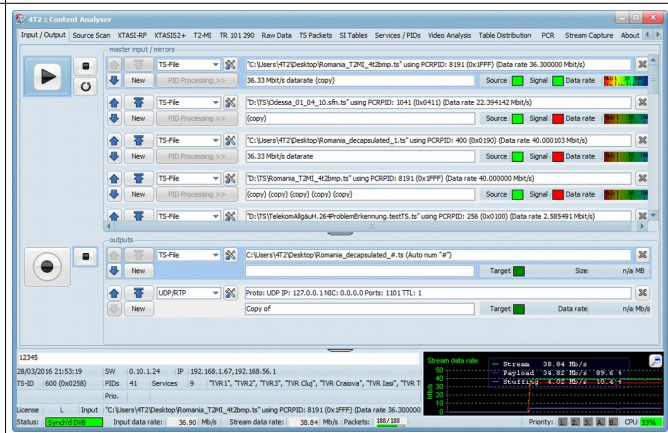 4T2 :: Content Analyser
Input / Output Source Scan XTASI-RF XTASIS2+ T2-MI TR 101 290 Raw Data TS Packets SI Tables Services / PIDs Video Analysis Table Distribution PCR Stream Capture About
master input / mirrors
TS-File "C:\Users\4T2\Desktop\Romania_T2MI_4t2bmp.ts" using PCRPID: 8191 (0x1FFF) (Data rate 36.300000 Mbit/s)
New PID Processing >> 36.33 Mbit/s datarate (copy) Source Signal Data rate
TS-File "D:\TS\Odessa_01_04_10.sfn.ts" using PCRPID: 1041 (0x0411) (Data rate 22.394142 Mbit/s)
New PID Processing >> (copy) Source Signal Data rate
TS-File "C:\Users\4T2\Desktop\Romania_decapsulated_1.ts" using PCRPID: 400 (0x0190) (Data rate 40.000103 Mbit/s)
New PID Processing >> 36.33 Mbit/s datarate Source Signal Data rate
TS-File "D:\TS\Romania_T2MI_4t2bmp.ts" using PCRPID: 8191 (0x1FFF) (Data rate 40.000000 Mbit/s)
New PID Processing >> (copy) (copy) (copy) (copy) (copy) Source Signal Data rate
TS-File "D:\TS\TelekomAllgäuH.264ProblemErkennung.testTS.ts" using PCRPID: 256 (0x0100) (Data rate 2.585491 Mbit/s)
outputs
TS-File C:\Users\4T2\Desktop\Romania_decapsulated_#.ts (Auto num "#")
New Target Size n/a MB
UDP/RTP Proto: UDP IP: 127.0.0.1 NIC: 0.0.0.0 Ports: 1101 TTL: 1
New Copy of Target Data rate: n/a Mb/s
12345
28/03/2016 21:53:19 SW 0.10.1.24 IP 192.168.1.67,192.168.56.1
TS-ID 600 (0x0258) PIDs 41 Services 9 "TVR1", "TVR2", "TVR3", "TVR Cluj", "TVR Craiova", "TVR Iasi", "TVR T
Prio.
License L Input "C:\Users\4T2\Desktop\Romania_T2MI_4t2bmp.ts" using PCRPID: 8191 (0x1FFF) (Data rate 36.300000
Status: Synch'd DVB Input data rate: 36.90 Mb/s Stream data rate: 38.84 Mb/s Packets: 188/188
Stream data rate
Mb/s
50
40
30
20
10
0
Stream 38.84 Mb/s
Payload 34.82 Mb/s 89.6 %
Stuffing 4.02 Mb/s 10.4 %
Priority: 1. 2. 3. A. B. CPU 33%